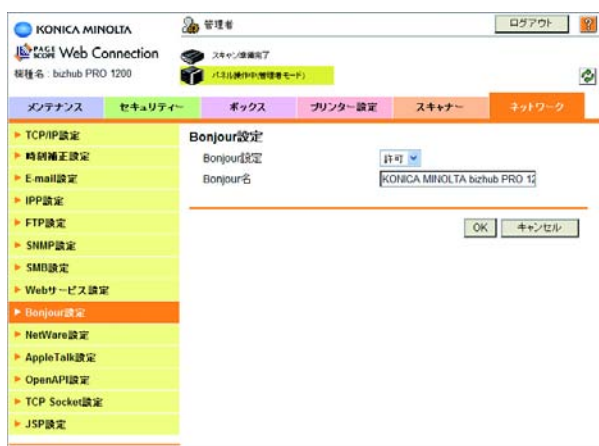 KONICA MINOLTA
管理者
ログアウト
?
PAGE SCOPE Web Connection
スキャン準備完了
機種名 : bizhub PRO 1200
パネル操作中(管理者モード)
メンテナンス
セキュリティー
ボックス
プリンター設定
スキャナー
ネットワーク
TCP/IP設定
時刻補正設定
E-mail設定
IPP設定
FTP設定
SNMP設定
SMB設定
Webサービス設定
Bonjour設定
NetWare設定
AppleTalk設定
OpenAPI設定
TCP Socket設定
JSP設定
Bonjour設定
Bonjour設定
許可
Bonjour名
KONICA MINOLTA bizhub PRO 12
OK
キャンセル